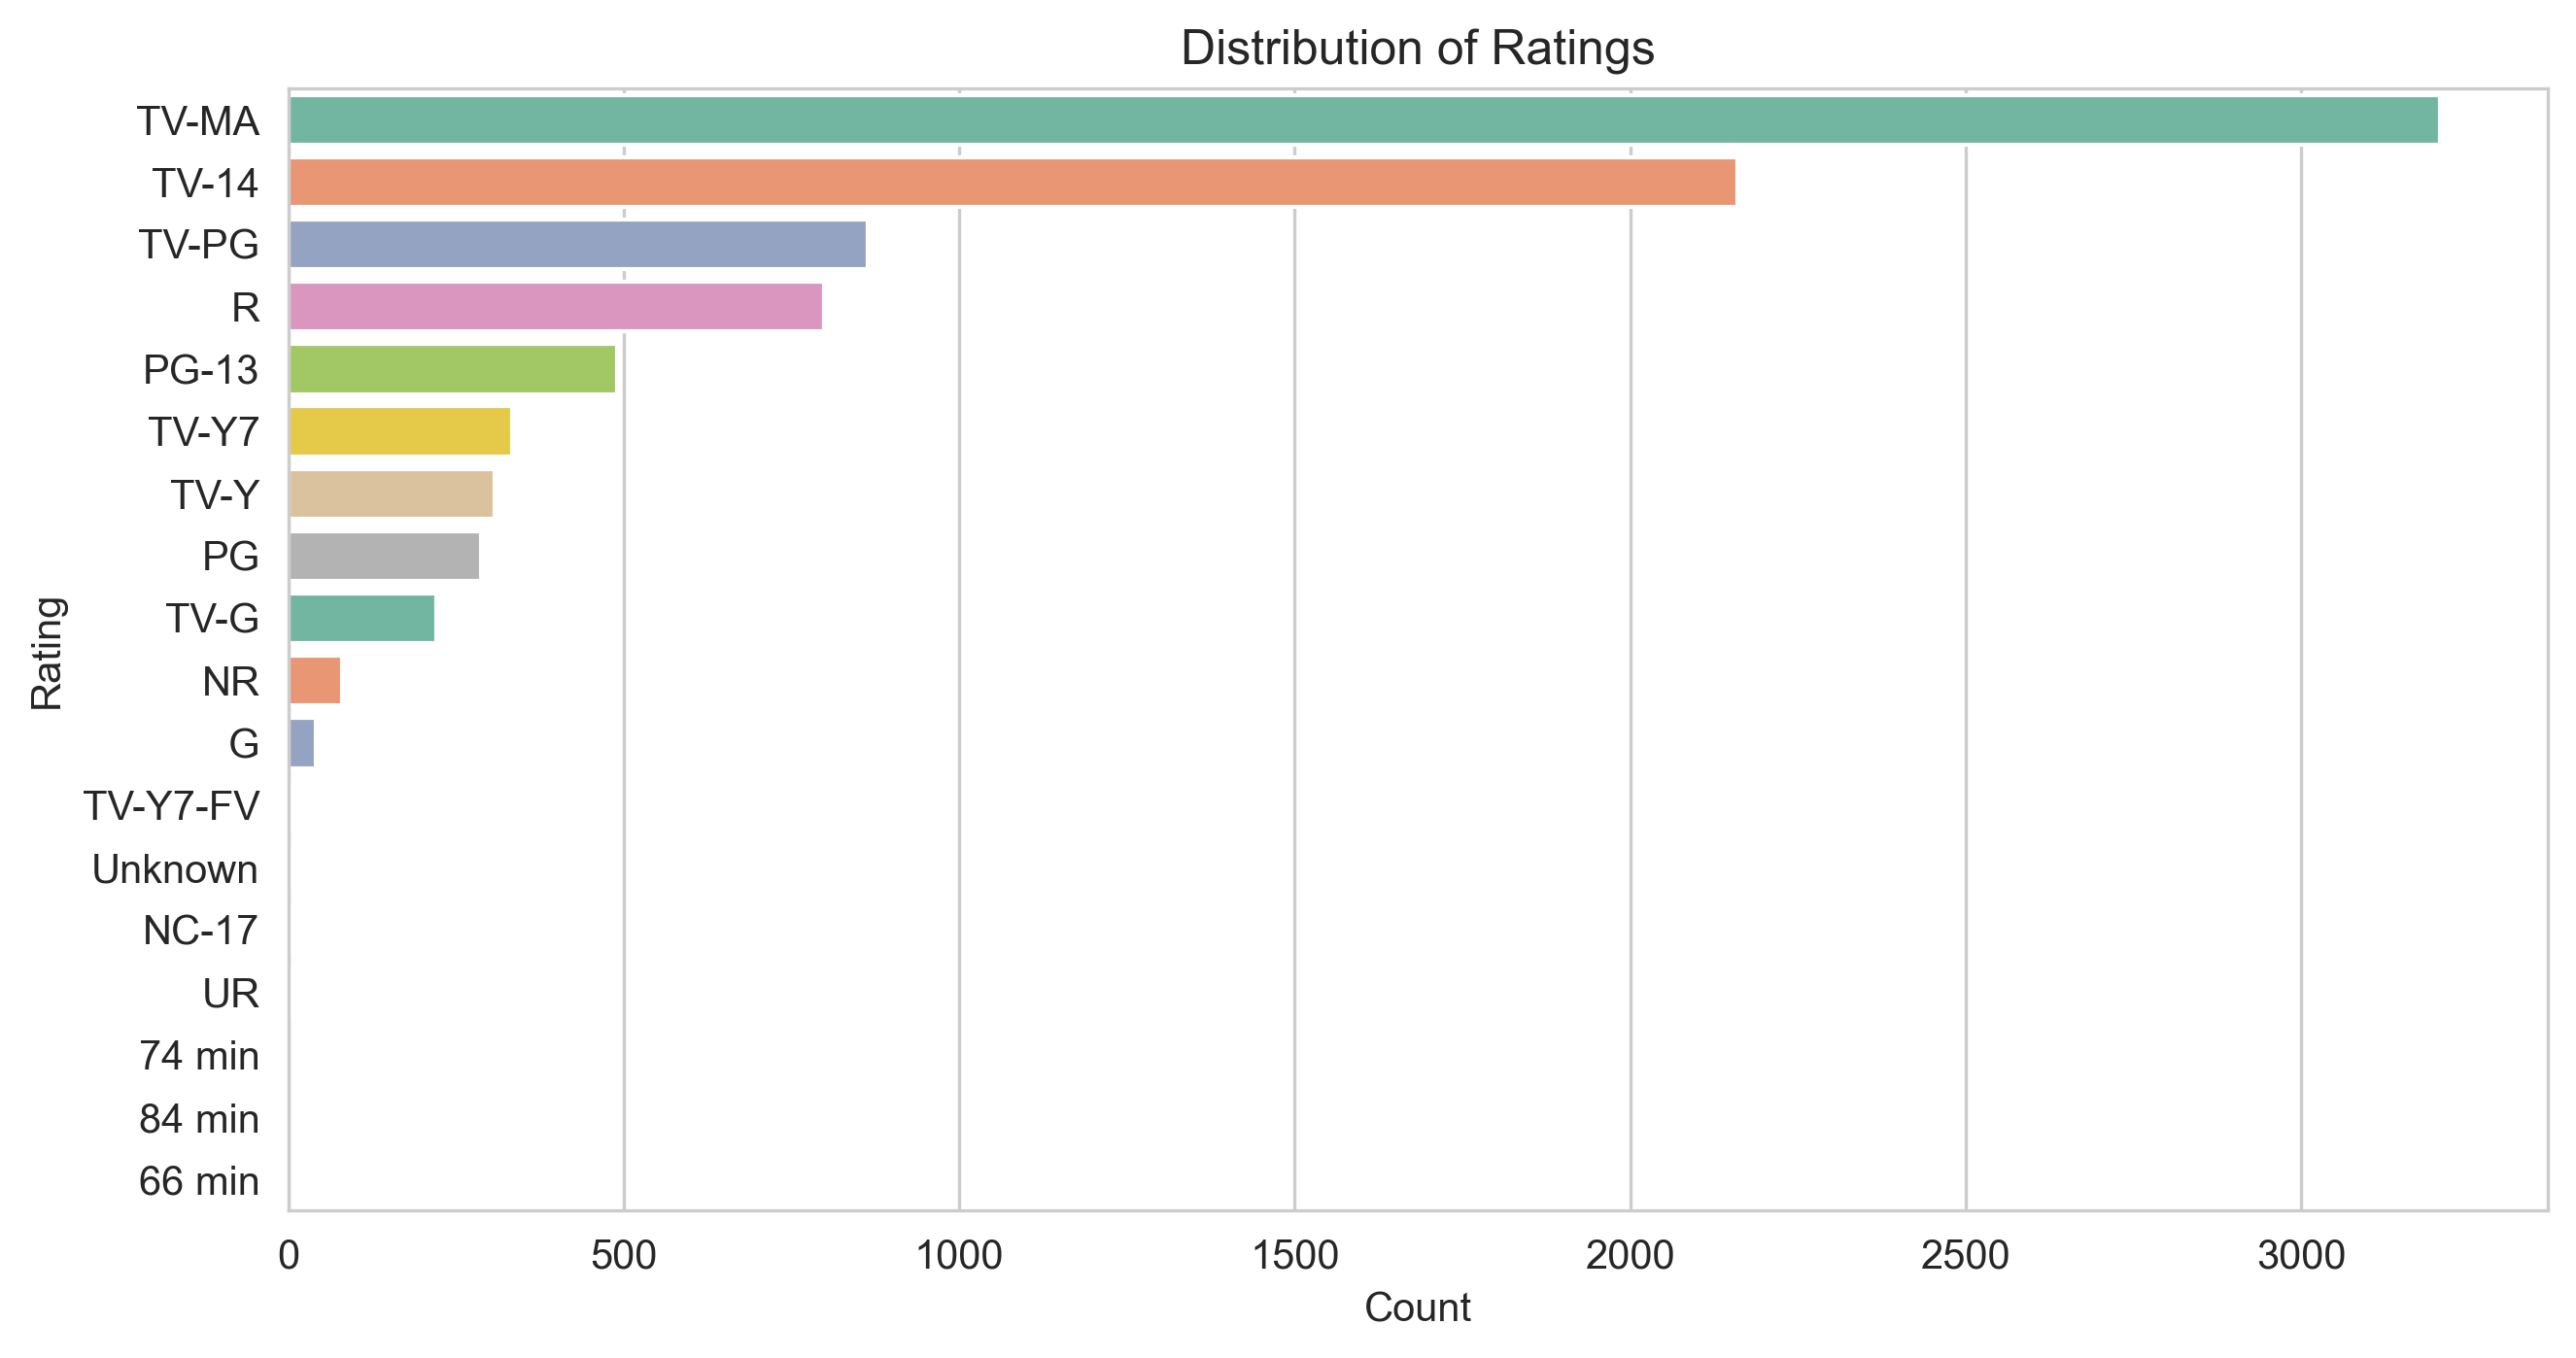 Distribution of Ratings
TV-MA
TV-14
TV-PG
R
PG-13
TV-Y7
TV-Y
PG
TV-G
NR
G
TV-Y7-FV
Unknown
NC-17
UR
74 min
84 min
66 min
Rating
0 500 1000 1500 2000 2500 3000
Count